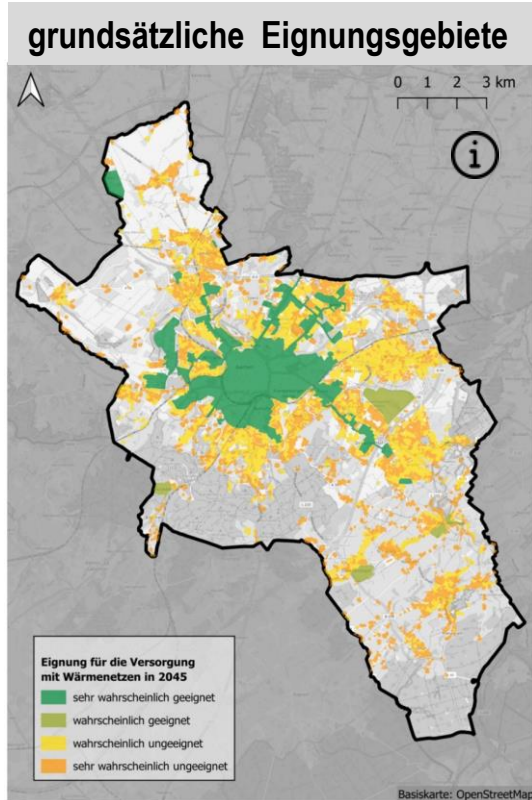 grundsätzliche Eignungsgebiete
0 1 2 3 km
i
Eignung für die Versorgung
mit Wärmenetzen in 2045
sehr wahrscheinlich geeignet
wahrscheinlich geeignet
wahrscheinlich ungeeignet
sehr wahrscheinlich ungeeignet
Basiskarte: OpenStreetMap